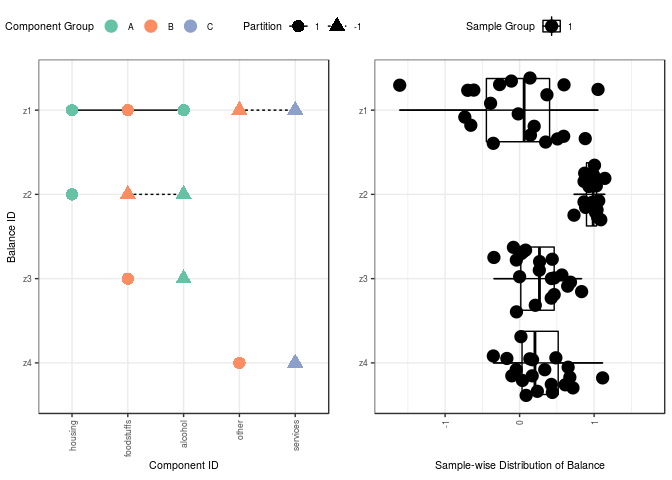 Component Group A B C Partition 1 -1 Sample Group 1
Balance ID
z1
z2
z3
z4
housing
foodstuffs
alcohol
other
services
Component ID
z1
z2
z3
z4
-1
0
1
Sample-wise Distribution of Balance